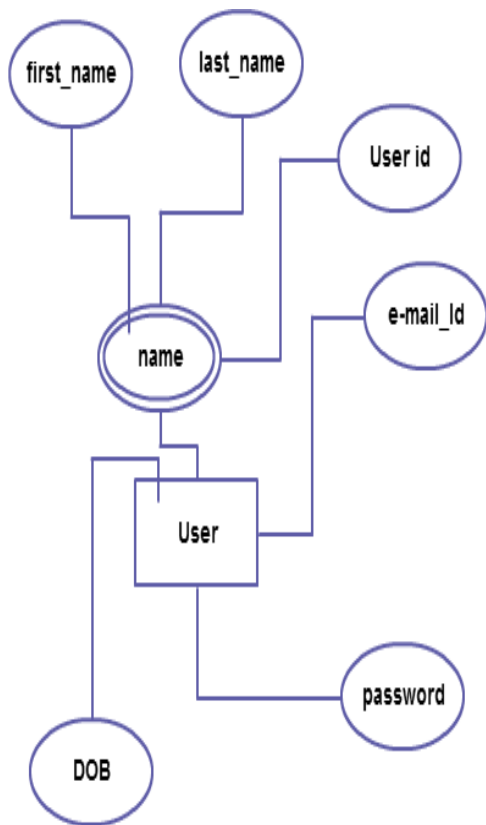 first_name
last_name
User id
e-mail_Id
name
User
password
DOB